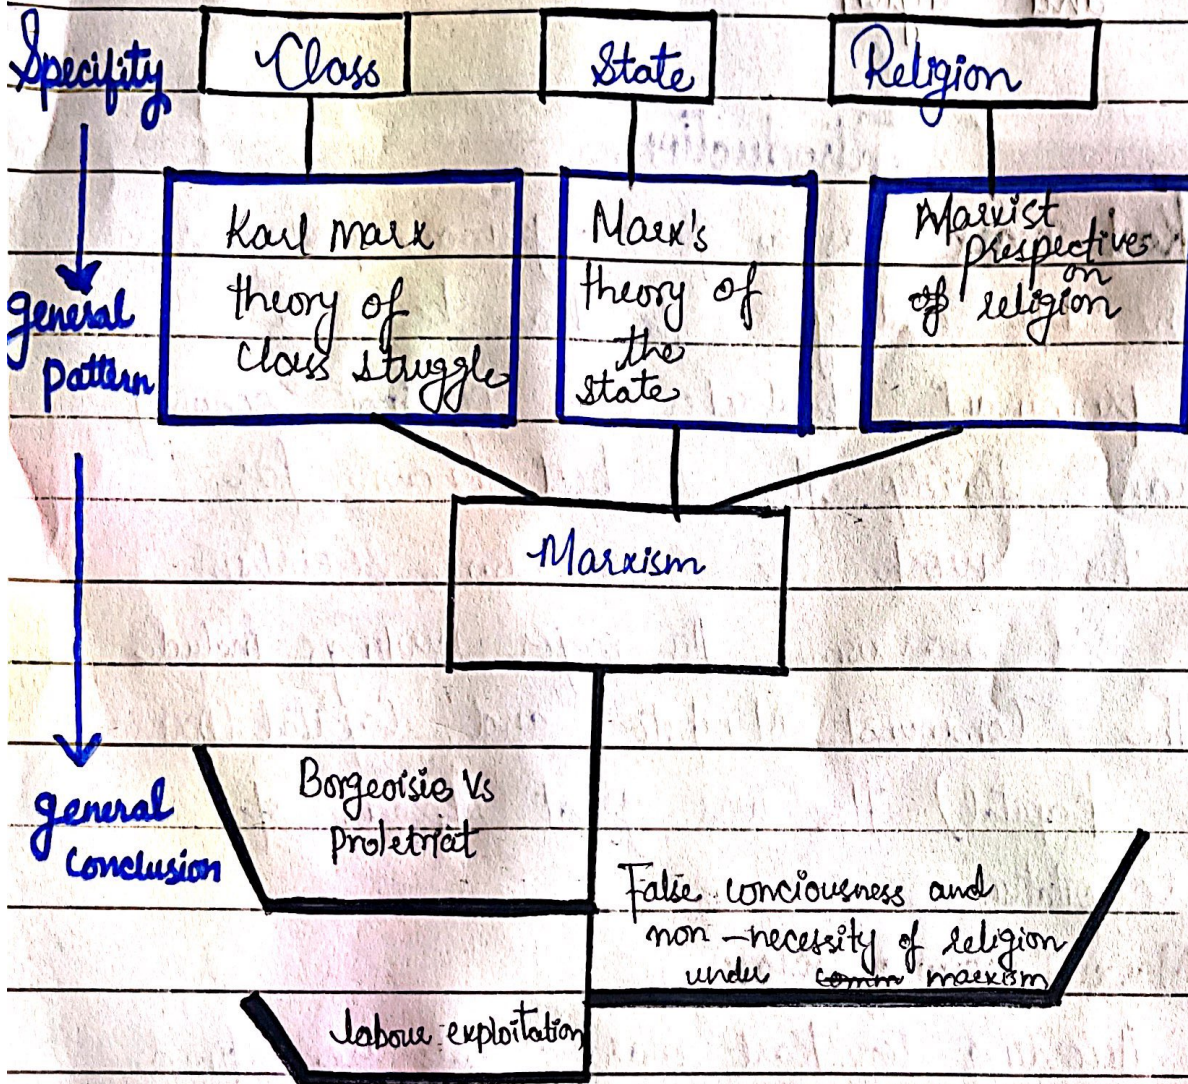 Specifity
Class
State
Religion
Karl marx
theory of
class struggle
Marx's
theory of
the
state
Marxist
prespective
on
of religion
general
pattern
Marxism
general
conclusion
Borgeoisie Vs
proletriat
False conciousness and
non-necessity of religion
under comm marxism
labour exploitation